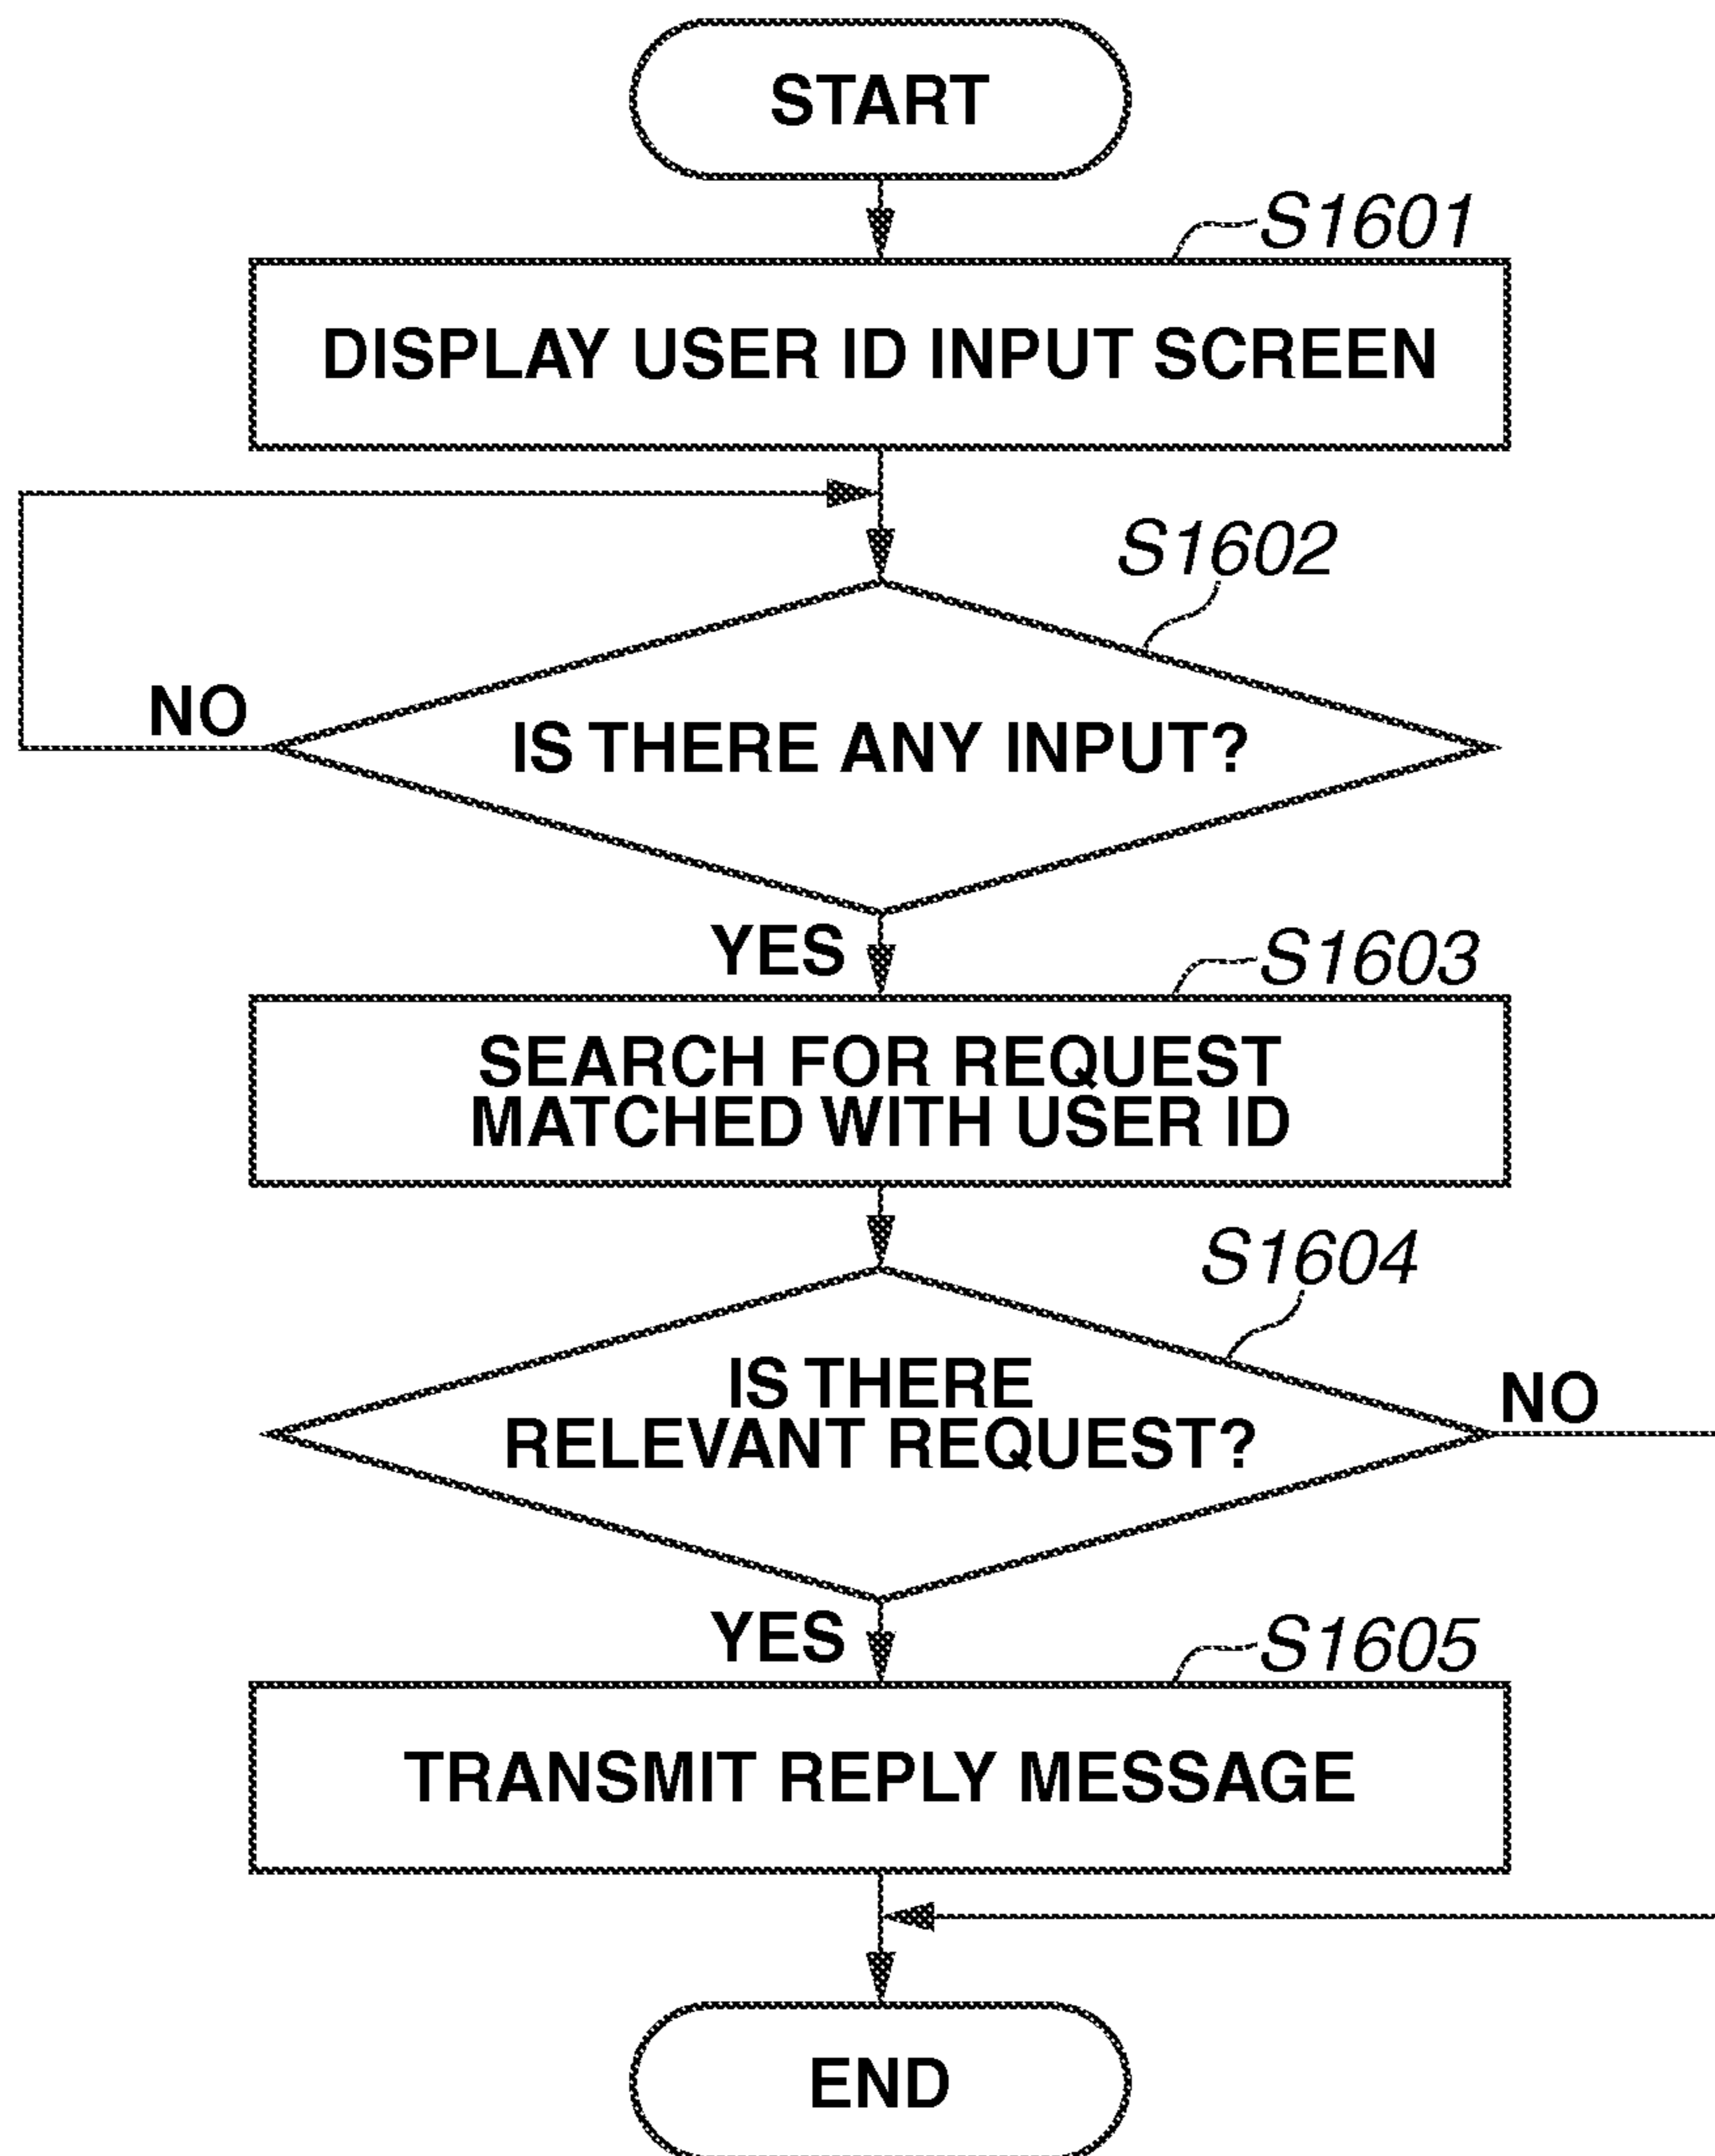 START
S1601
DISPLAY USER ID INPUT SCREEN
S1602
NO
IS THERE ANY INPUT?
YES
S1603
SEARCH FOR REQUEST
MATCHED WITH USER ID
S1604
IS THERE
RELEVANT REQUEST?
NO
YES
S1605
TRANSMIT REPLY MESSAGE
END